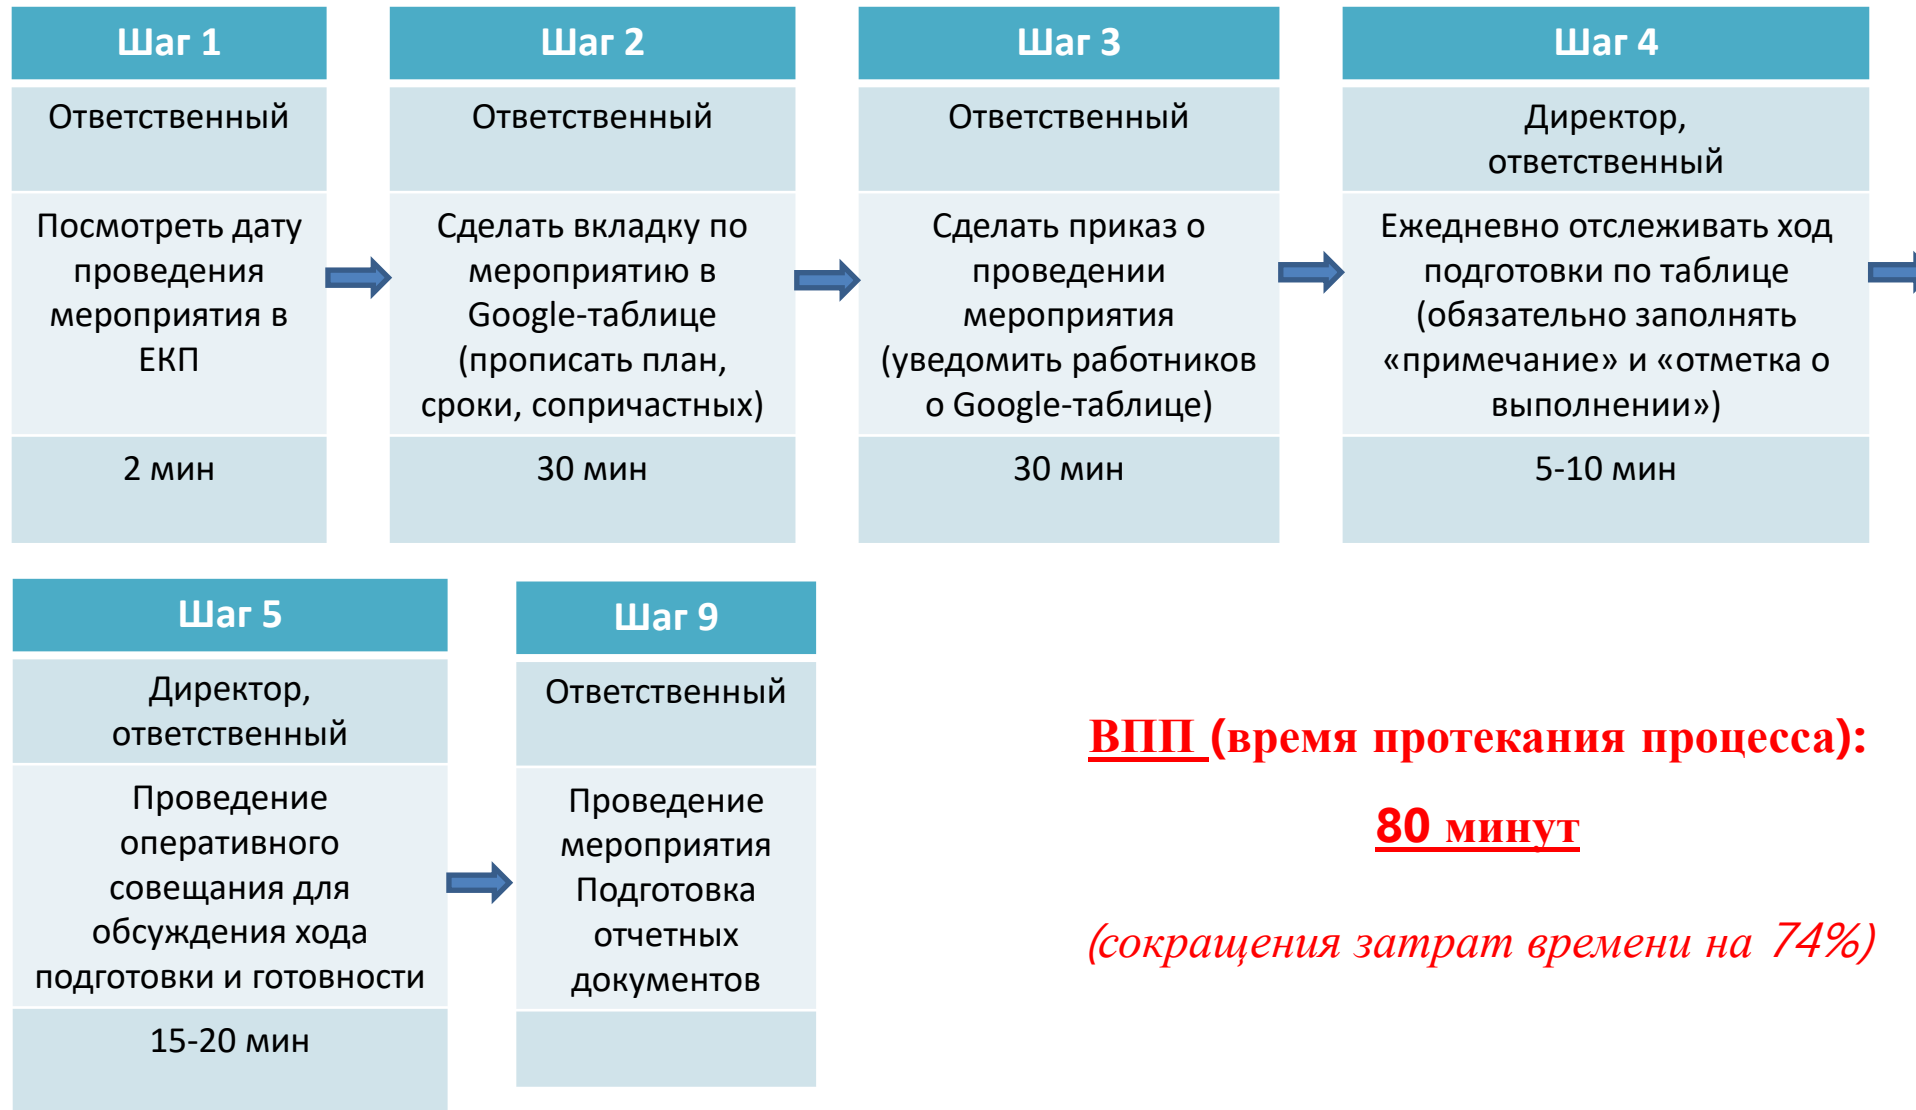 Шаг 1
Ответственный
Посмотреть дату
проведения
мероприятия в
ЕКП
2 мин
Шаг 2
Ответственный
Сделать вкладку по
мероприятию в
Google-таблице
(прописать план,
сроки, сопричастных)
30 мин
Шаг 3
Ответственный
Сделать приказ о
проведении
мероприятия
(уведомить работников
о Google-таблице)
30 мин
Шаг 4
Директор,
ответственный
Ежедневно отслеживать ход
подготовки по таблице
(обязательно заполнять
«примечание» и «отметка о
выполнении»)
5-10 мин
Шаг 5
Директор,
ответственный
Проведение
оперативного
совещания для
обсуждения хода
подготовки и готовности
15-20 мин
Шаг 9
Ответственный
Проведение
мероприятия
Подготовка
отчетных
документов
ВПП (время протекания процесса):
80 минут
(сокращения затрат времени на 74%)